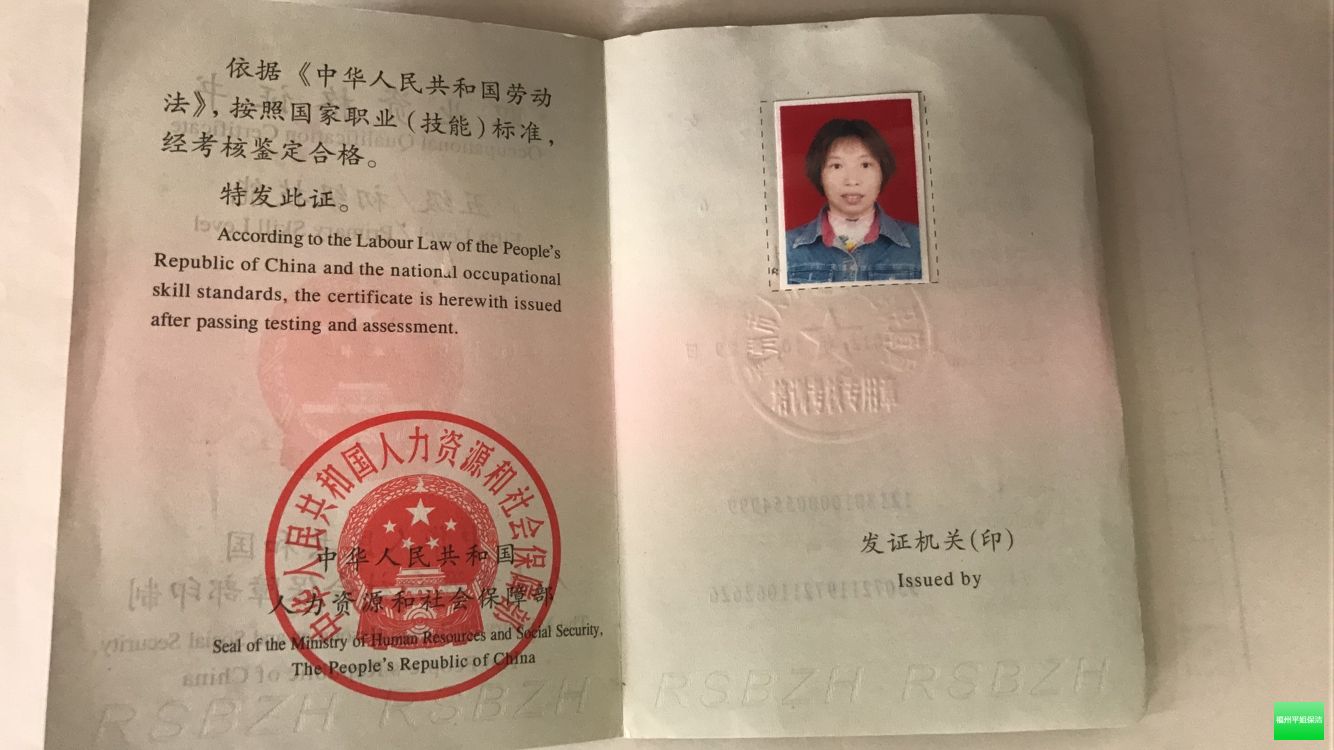 依据《中华人民共和国劳动
法》，按照国家职业（技能）标准，
经考核鉴定合格。
特发此证。
According to the Labour Law of the People's
Republic of China and the national occupational
skill standards, the certificate is herewith issued
after passing testing and assessment.
中华人民共和国人力资源和社会保障部
中华人民共和国
人力资源和社会保障部
Seal of the Ministry of Human Resources and Social Security,
The People's Republic of China
RSBZH RSBZH
发证机关(印)
Issued by
RSBZH RSBZH
福州平姐保洁